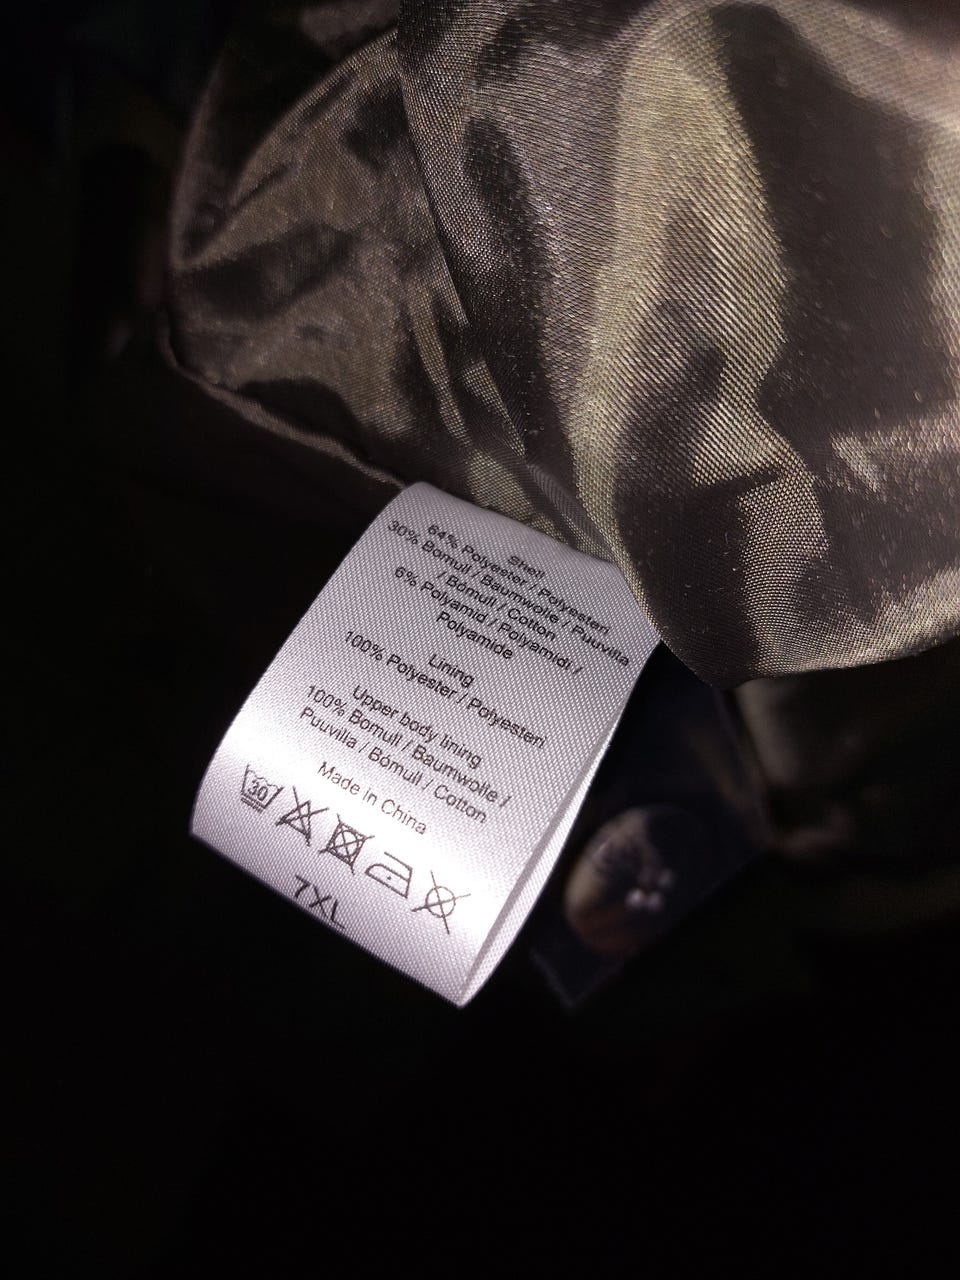 Shell
64% Polyester / Polyesteri
30% Bomull / Baumwolle / Puuvilla
/ Bómull / Cotton
6% Polyamid / Polyamidi /
Polyamide
Lining
100% Polyester / Polyesteri
Upper body lining
100% Bomull / Baumwolle /
Puuvilla / Bómull / Cotton
Made in China
30
7XL